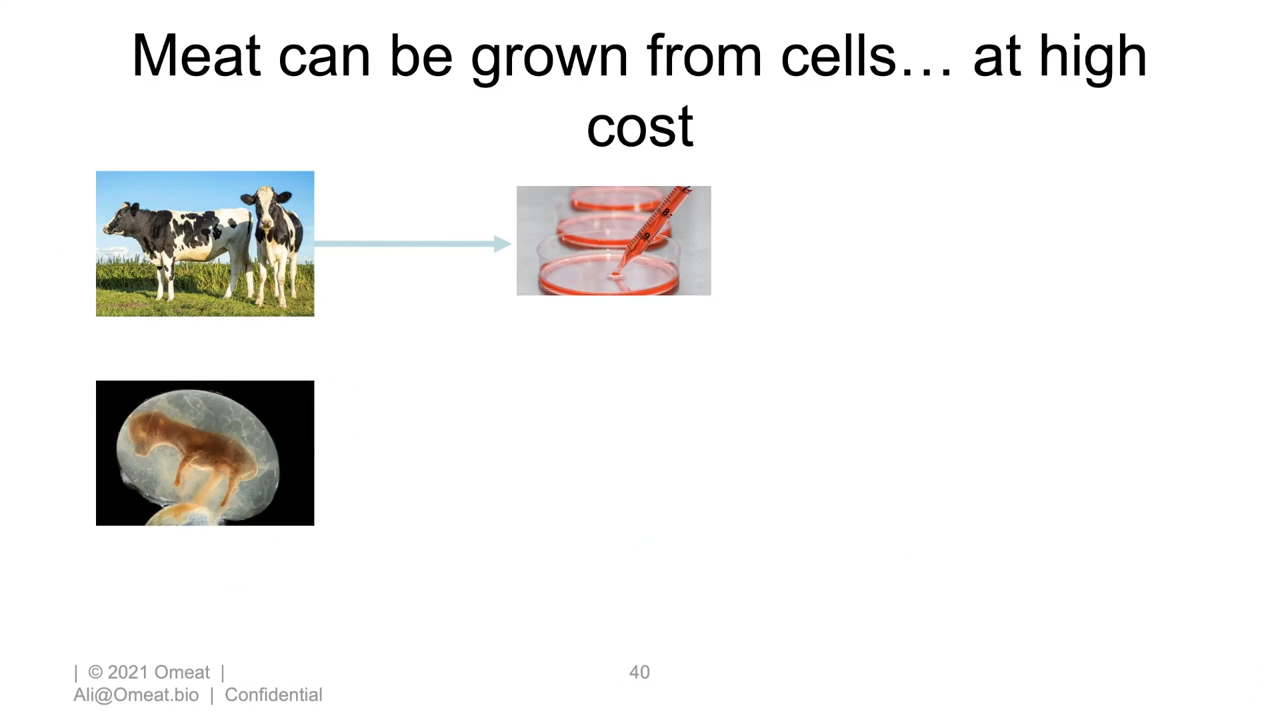 Meat can be grown from cells… at high
cost
| © 2021 Omeat |
Ali@Omeat.bio | Confidential
40